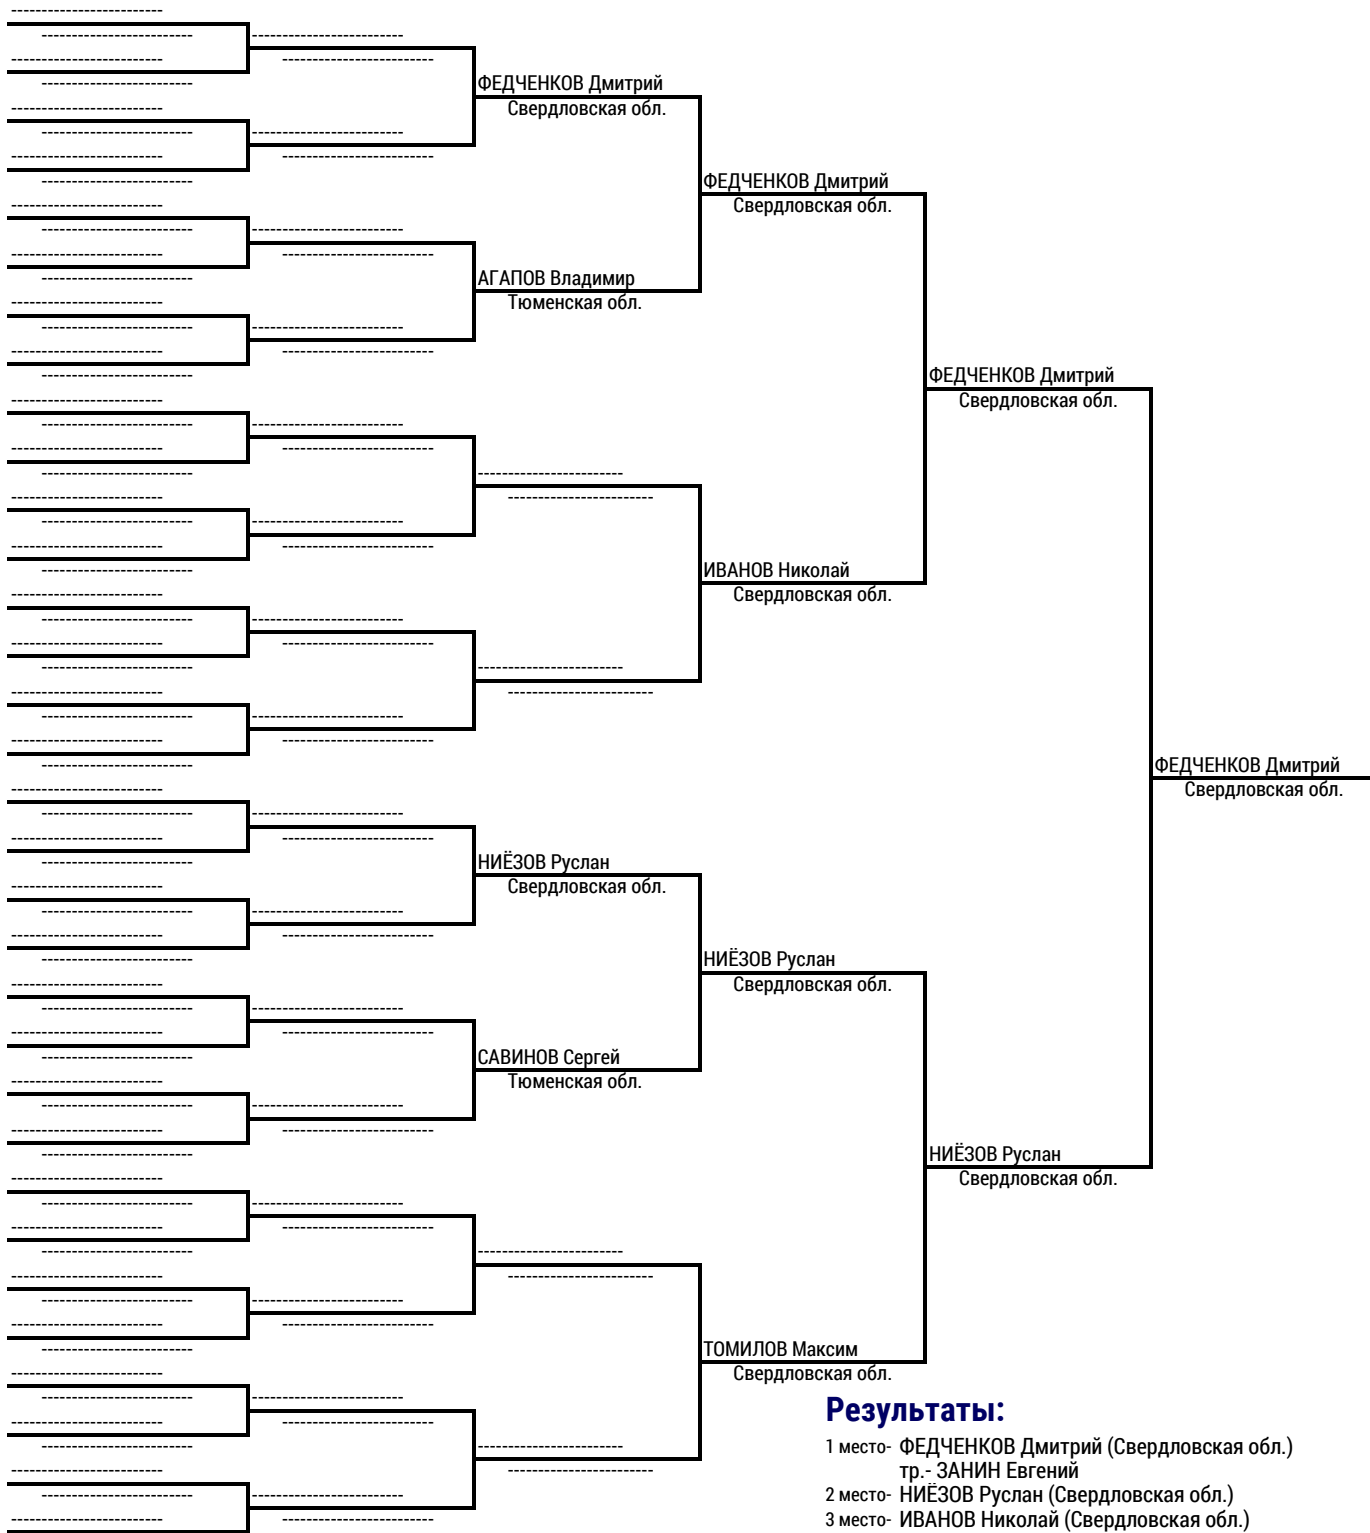 ФЕДЧЕНКОВ Дмитрий
Свердловская обл.
ФЕДЧЕНКОВ Дмитрий
Свердловская обл.
АГАПОВ Владимир
Тюменская обл.
ФЕДЧЕНКОВ Дмитрий
Свердловская обл.
ИВАНОВ Николай
Свердловская обл.
ФЕДЧЕНКОВ Дмитрий
Свердловская обл.
НИЁЗОВ Руслан
Свердловская обл.
НИЁЗОВ Руслан
Свердловская обл.
САВИНОВ Сергей
Тюменская обл.
НИЁЗОВ Руслан
Свердловская обл.
ТОМИЛОВ Максим
Свердловская обл.
Результаты:
1 место- ФЕДЧЕНКОВ Дмитрий (Свердловская обл.)
тр.- ЗАНИН Евгений
2 место- НИЁЗОВ Руслан (Свердловская обл.)
3 место- ИВАНОВ Николай (Свердловская обл.)